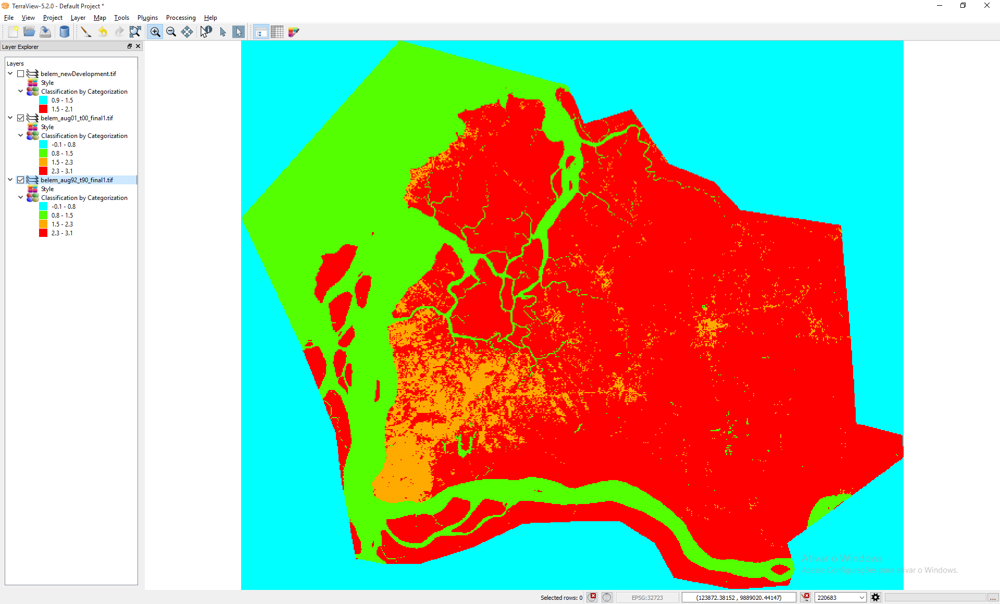 TerraView-5.2.0 - Default Project *
File View Project Layer Map Tools Plugins Processing Help
Layer Explorer
Layers
belem_newDevelopment.tif
Style
Classification by Categorization
0.9 - 1.5
1.5 - 2.1
belem_aug01_t00_final1.tif
Style
Classification by Categorization
-0.1 - 0.8
0.8 - 1.5
1.5 - 2.3
2.3 - 3.1
belem_aug92_t90_final1.tif
Style
Classification by Categorization
-0.1 - 0.8
0.8 - 1.5
1.5 - 2.3
2.3 - 3.1
Ativar o Windows
Acesse Configurações para ativar o Windows.
Selected rows: 0 EPSG:32723 (123872.38152 , 9889020.44147) 220683 ...